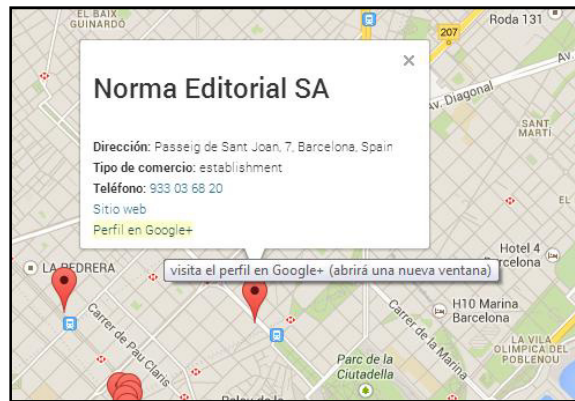 EL BAIX
GUINARDÓ
Roda 131
207
Av. Diagonal
Av.
SANT
MARTÍ
EL
×
Norma Editorial SA
Dirección: Passeig de Sant Joan, 7, Barcelona, Spain
Tipo de comercio: establishment
Teléfono: 933 03 68 20
Sitio web
Perfil en Google+
visita el perfil en Google+ (abrirá una nueva ventana)
LA PEDRERA
Hotel 4
Barcelona
H10 Marina
Barcelona
Carrer de Pau Claris
Carrer de la Marina
LA VILA
OLÍMPICA DEL
POBLENOU
Parc de la
Ciutadella